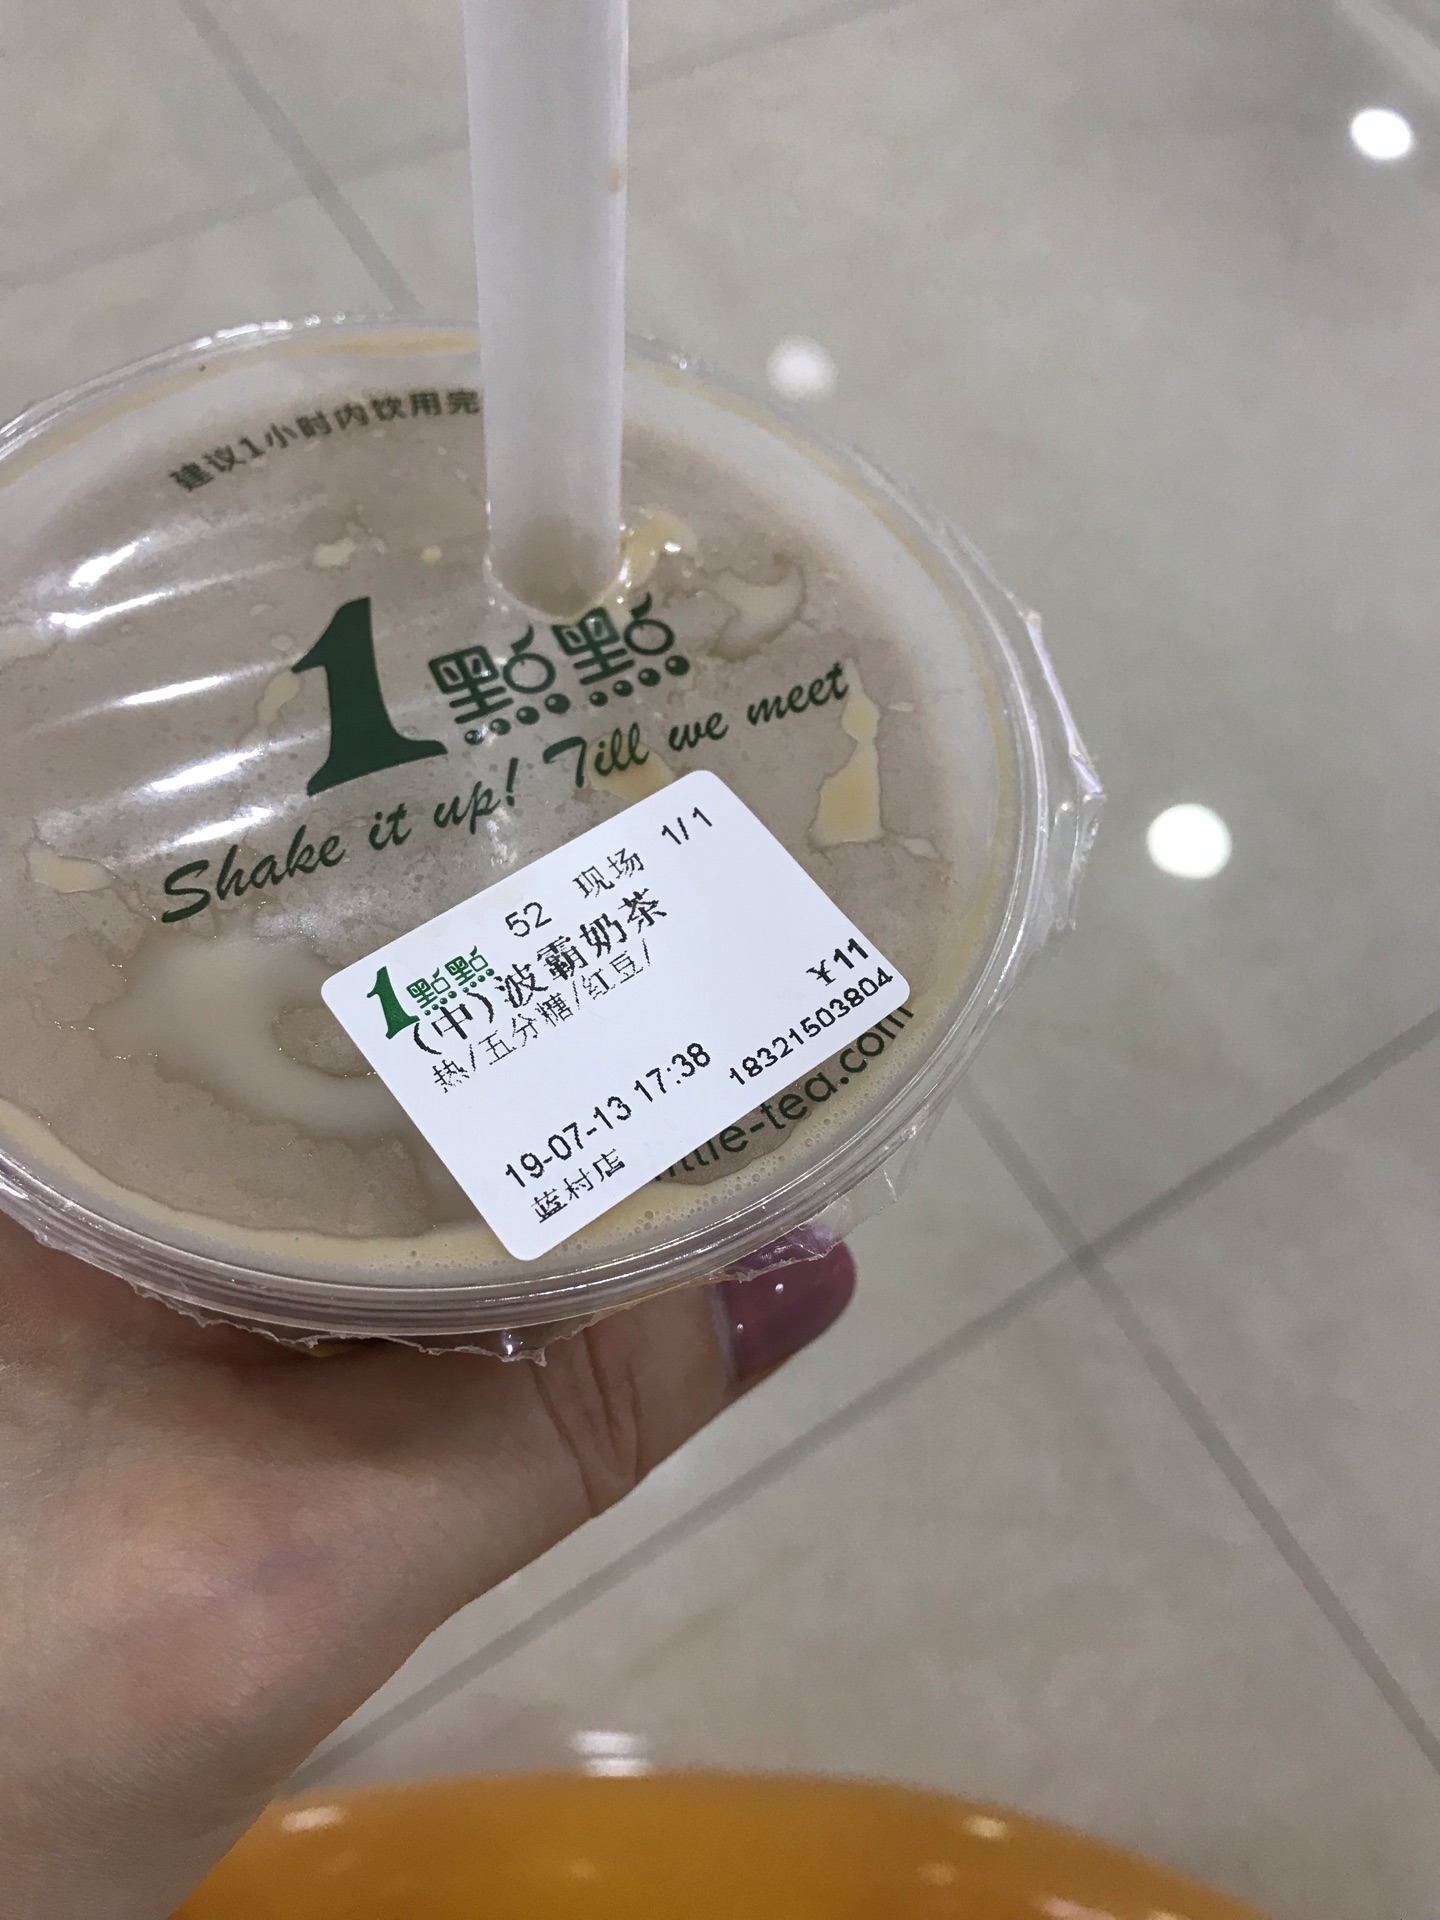 建议1小时内饮用完
1點點
Shake it up! Till we meet
52 现场 1/1
1點點
(中)波霸奶茶
热/五分糖/红豆/
¥11
19-07-13 17:38 18321503804
蓝村店
-tea.com